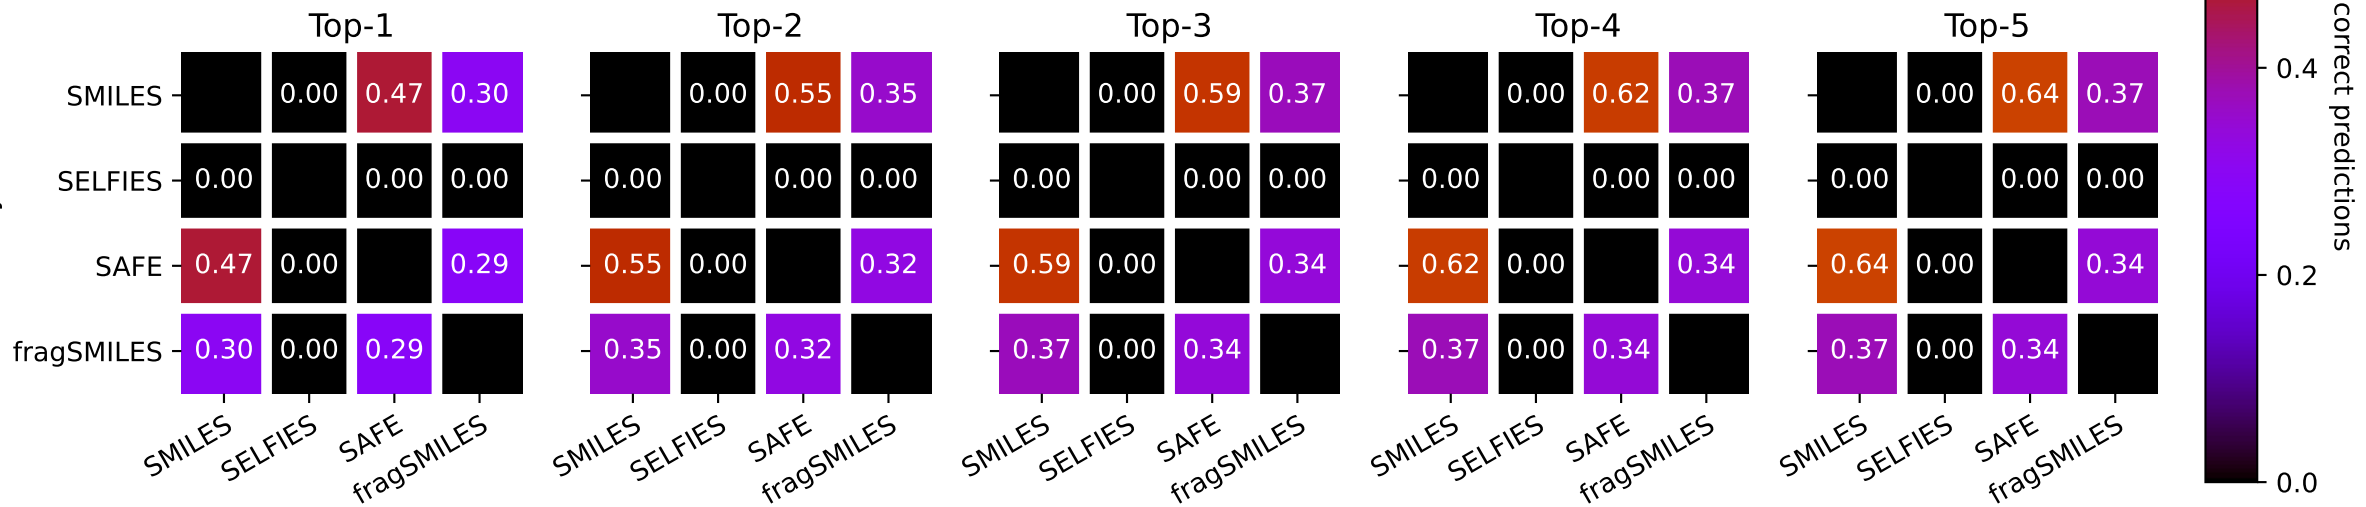 Top-1 Top-2 Top-3 Top-4 Top-5
SMILES 0.00 0.47 0.30 0.00 0.55 0.35 0.00 0.59 0.37 0.00 0.62 0.37 0.00 0.64 0.37
SELFIES 0.00 0.00 0.00 0.00 0.00 0.00 0.00 0.00 0.00 0.00 0.00 0.00 0.00 0.00 0.00
SAFE 0.47 0.00 0.29 0.55 0.00 0.32 0.59 0.00 0.34 0.62 0.00 0.34 0.64 0.00 0.34
fragSMILES 0.30 0.00 0.29 0.35 0.00 0.32 0.37 0.00 0.34 0.37 0.00 0.34 0.37 0.00 0.34
SMILES SELFIES SAFE fragSMILES SMILES SELFIES SAFE fragSMILES SMILES SELFIES SAFE fragSMILES SMILES SELFIES SAFE fragSMILES SMILES SELFIES SAFE fragSMILES
0.4
0.2
0.0
correct predictions